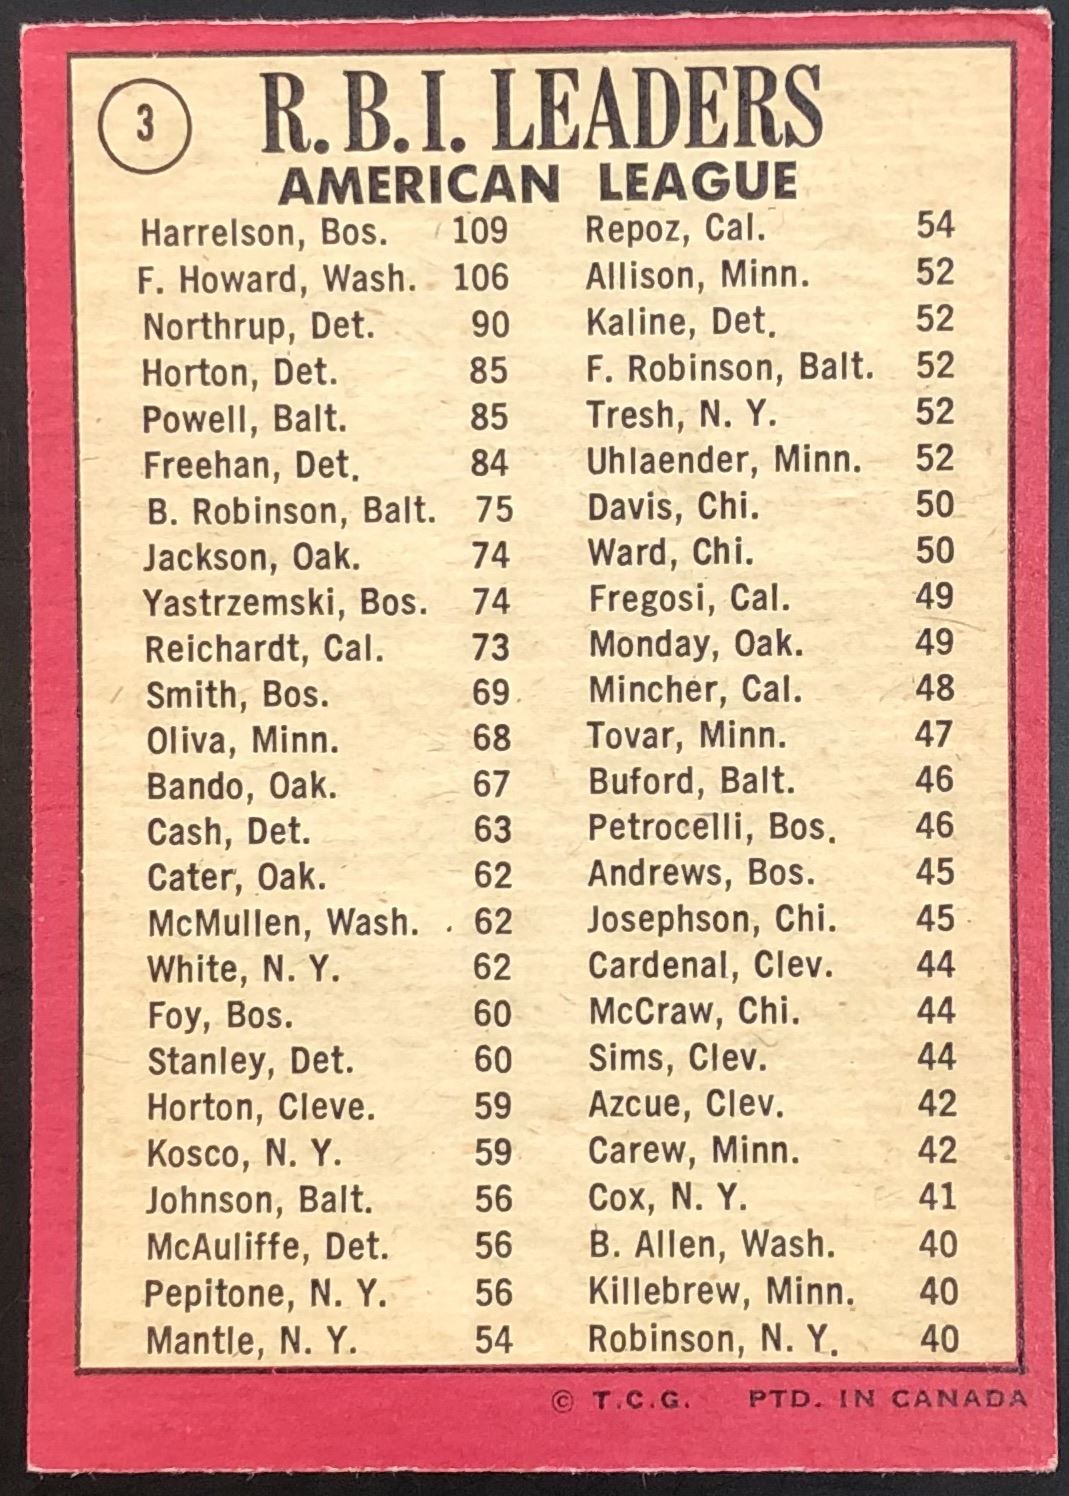 3
R.B.I. LEADERS
AMERICAN LEAGUE
Harrelson, Bos. 109
F. Howard, Wash. 106
Northrup, Det. 90
Horton, Det. 85
Powell, Balt. 85
Freehan, Det. 84
B. Robinson, Balt. 75
Jackson, Oak. 74
Yastrzemski, Bos. 74
Reichardt, Cal. 73
Smith, Bos. 69
Oliva, Minn. 68
Bando, Oak. 67
Cash, Det. 63
Cater, Oak. 62
McMullen, Wash. 62
White, N. Y. 62
Foy, Bos. 60
Stanley, Det. 60
Horton, Cleve. 59
Kosco, N. Y. 59
Johnson, Balt. 56
McAuliffe, Det. 56
Pepitone, N. Y. 56
Mantle, N. Y. 54
Repoz, Cal. 54
Allison, Minn. 52
Kaline, Det. 52
F. Robinson, Balt. 52
Tresh, N. Y. 52
Uhlaender, Minn. 52
Davis, Chi. 50
Ward, Chi. 50
Fregosi, Cal. 49
Monday, Oak. 49
Mincher, Cal. 48
Tovar, Minn. 47
Buford, Balt. 46
Petrocelli, Bos. 46
Andrews, Bos. 45
Josephson, Chi. 45
Cardenal, Clev. 44
McCraw, Chi. 44
Sims, Clev. 44
Azcue, Clev. 42
Carew, Minn. 42
Cox, N. Y. 41
B. Allen, Wash. 40
Killebrew, Minn. 40
Robinson, N. Y. 40
© T.C.G. PTD. IN CANADA